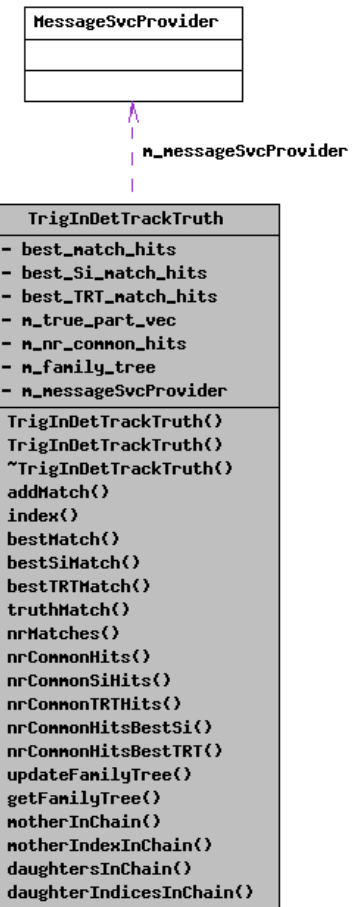 MessageSvcProvider
m_messageSvcProvider
TrigInDetTrackTruth
- best_match_hits
- best_Si_match_hits
- best_TRT_match_hits
- m_true_part_vec
- m_nr_common_hits
- m_family_tree
- m_messageSvcProvider
TrigInDetTrackTruth()
TrigInDetTrackTruth()
~TrigInDetTrackTruth()
addMatch()
index()
bestMatch()
bestSiMatch()
bestTRTMatch()
truthMatch()
nrMatches()
nrCommonHits()
nrCommonSiHits()
nrCommonTRTHits()
nrCommonHitsBestSi()
nrCommonHitsBestTRT()
updateFamilyTree()
getFamilyTree()
motherInChain()
motherIndexInChain()
daughtersInChain()
daughterIndicesInChain()